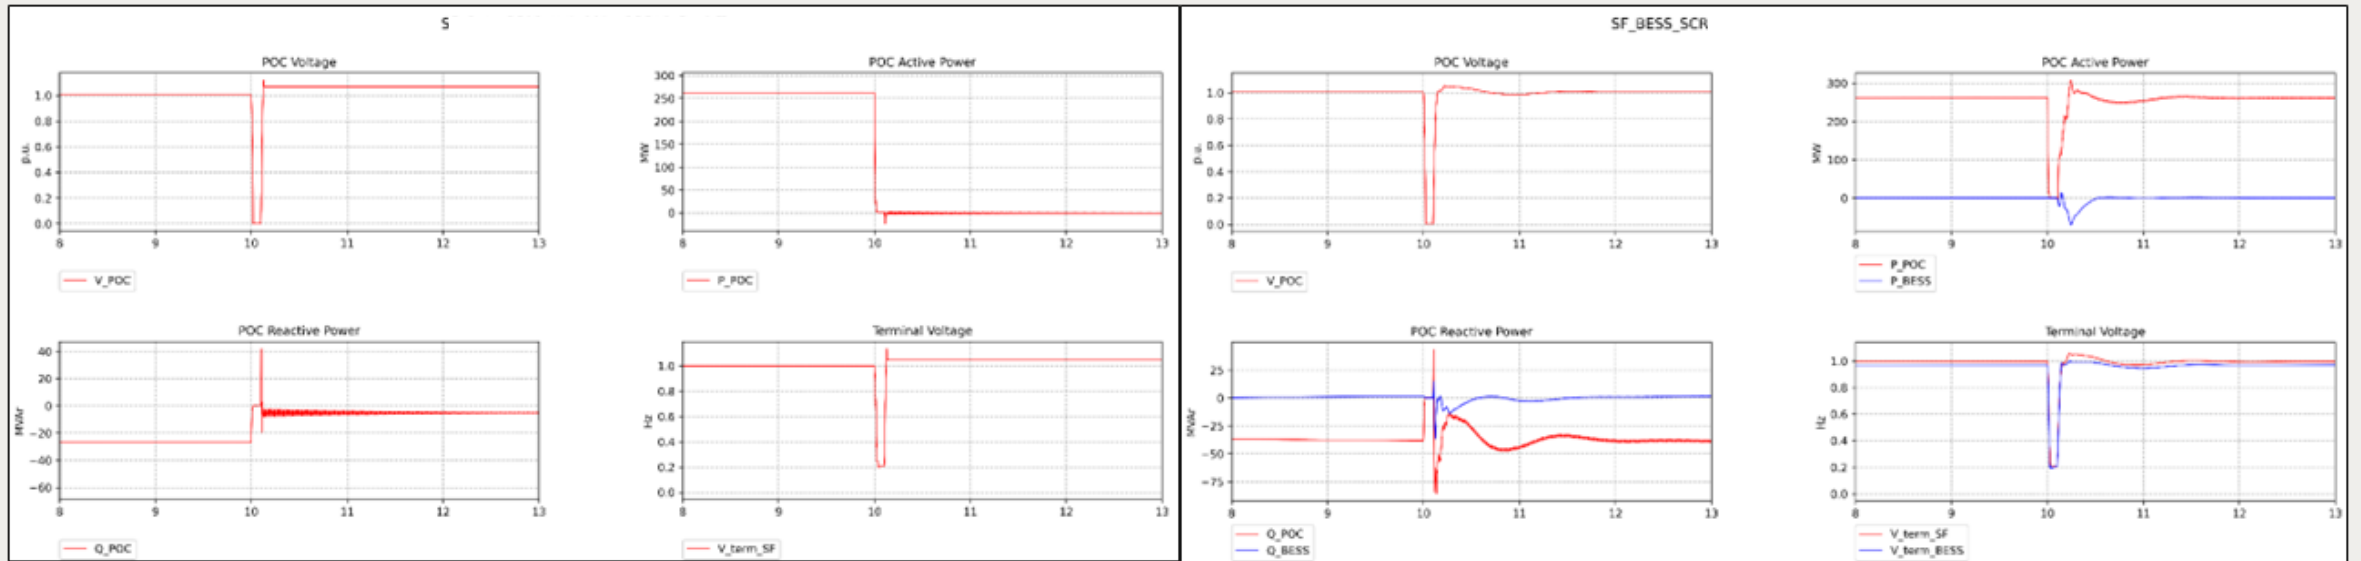 S
POC Voltage
p.u.
1.0
0.8
0.6
0.4
0.2
0.0
8 9 10 11 12 13
V_POC
POC Active Power
MW
300
250
200
150
100
50
0
8 9 10 11 12 13
P_POC
POC Reactive Power
MVAr
40
20
0
−20
−40
−60
8 9 10 11 12 13
Q_POC
Terminal Voltage
Hz
1.0
0.8
0.6
0.4
0.2
0.0
8 9 10 11 12 13
V_term_SF
SF_BESS_SCR
POC Voltage
p.u.
1.0
0.8
0.6
0.4
0.2
0.0
8 9 10 11 12 13
V_POC
POC Active Power
MW
300
200
100
0
8 9 10 11 12 13
P_POC
P_BESS
POC Reactive Power
MVAr
25
0
−25
−50
−75
8 9 10 11 12 13
Q_POC
Q_BESS
Terminal Voltage
Hz
1.0
0.8
0.6
0.4
0.2
0.0
8 9 10 11 12 13
V_term_SF
V_term_BESS